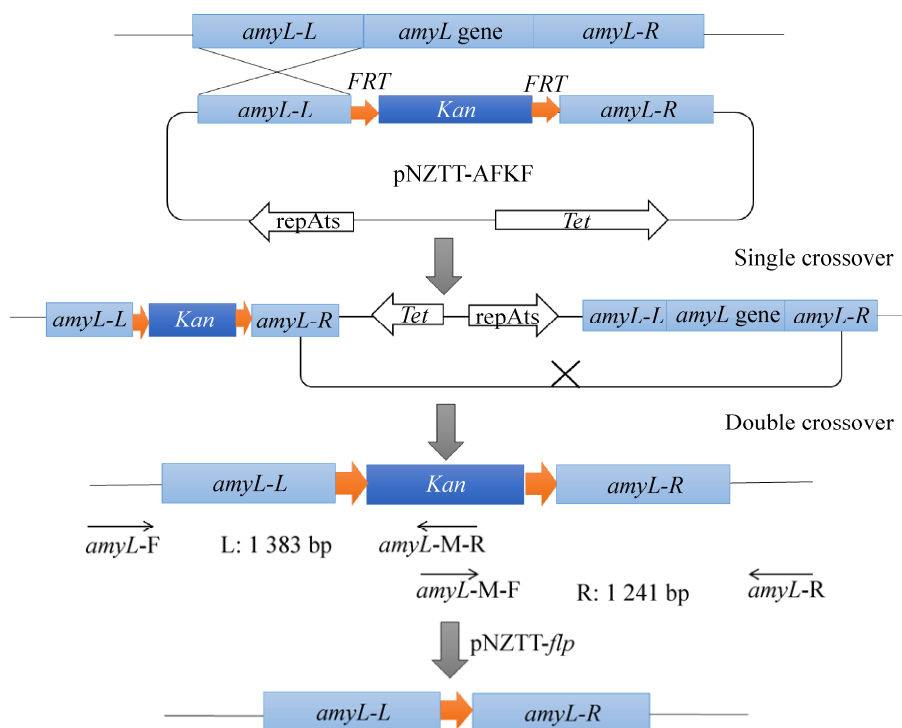 amyL-L amyL gene amyL-R
FRT FRT
amyL-L Kan amyL-R
pNZTT-AFKF
repAts Tet
Single crossover
amyL-L Kan amyL-R Tet repAts amyL-L amyL gene amyL-R
Double crossover
amyL-L Kan amyL-R
amyL-F L: 1 383 bp amyL-M-R
amyL-M-F R: 1 241 bp amyL-R
pNZTT-flp
amyL-L amyL-R